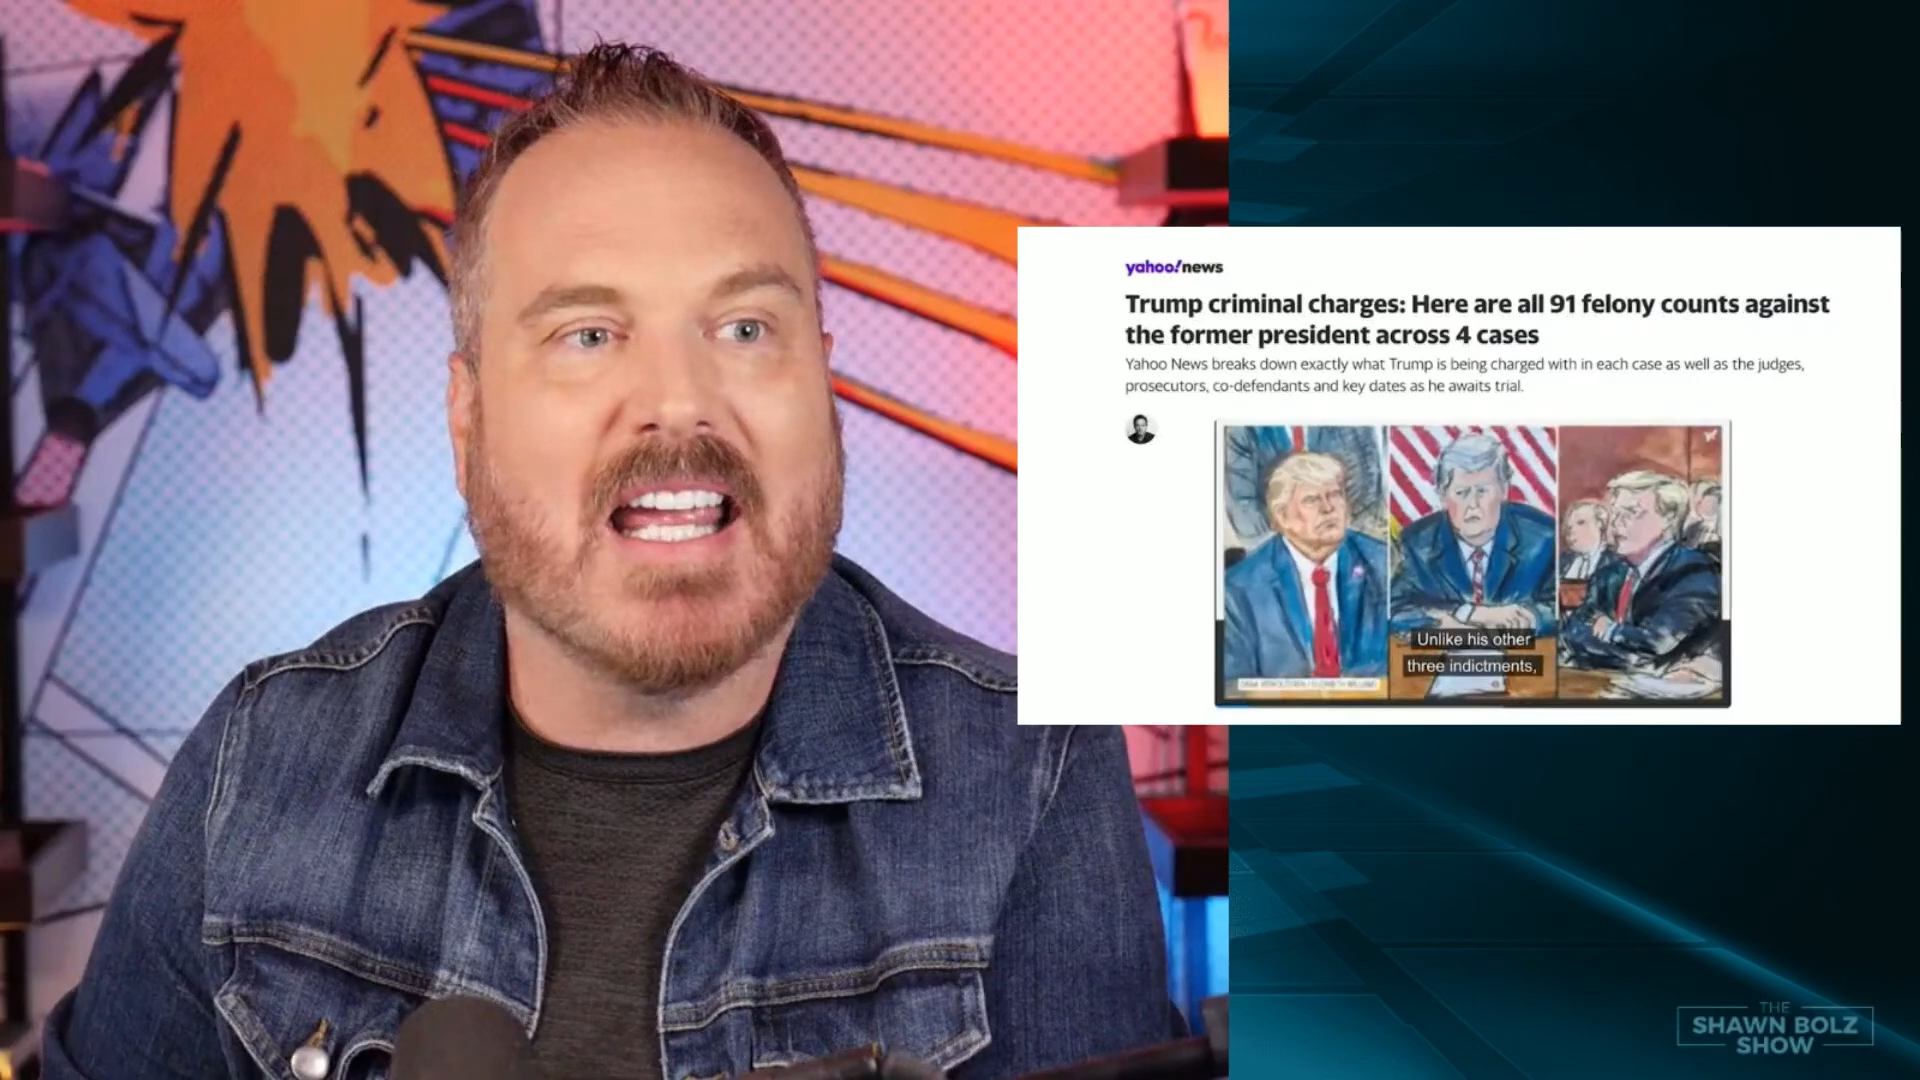 yahoo!news
Trump criminal charges: Here are all 91 felony counts against
the former president across 4 cases
Yahoo News breaks down exactly what Trump is being charged with in each case as well as the judges,
prosecutors, co-defendants and key dates as he awaits trial.
Unlike his other
three indictments,
THE
SHAWN BOLZ
SHOW